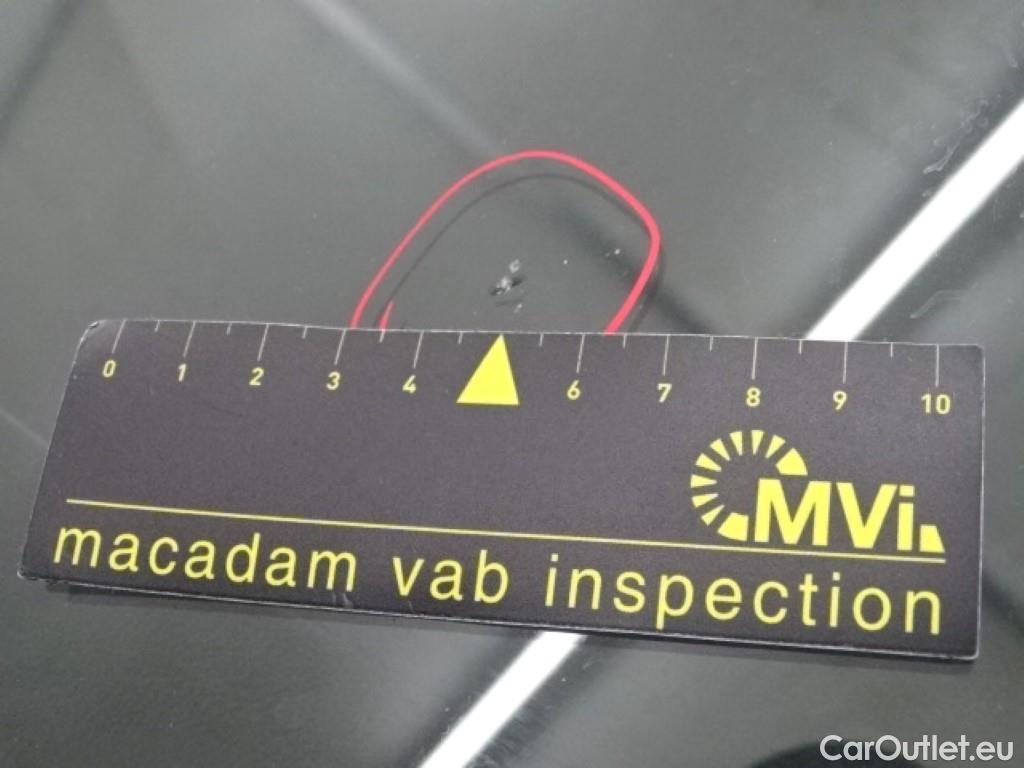 0 1 2 3 4 6 7 8 9 10
MVi
macadam vab inspection
CarOutlet.eu